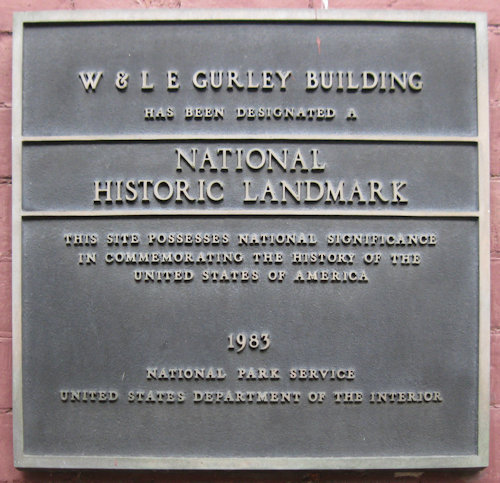 W & L E GURLEY BUILDING
HAS BEEN DESIGNATED A
NATIONAL
HISTORIC LANDMARK
THIS SITE POSSESSES NATIONAL SIGNIFICANCE
IN COMMEMORATING THE HISTORY OF THE
UNITED STATES OF AMERICA
1983
NATIONAL PARK SERVICE
UNITED STATES DEPARTMENT OF THE INTERIOR